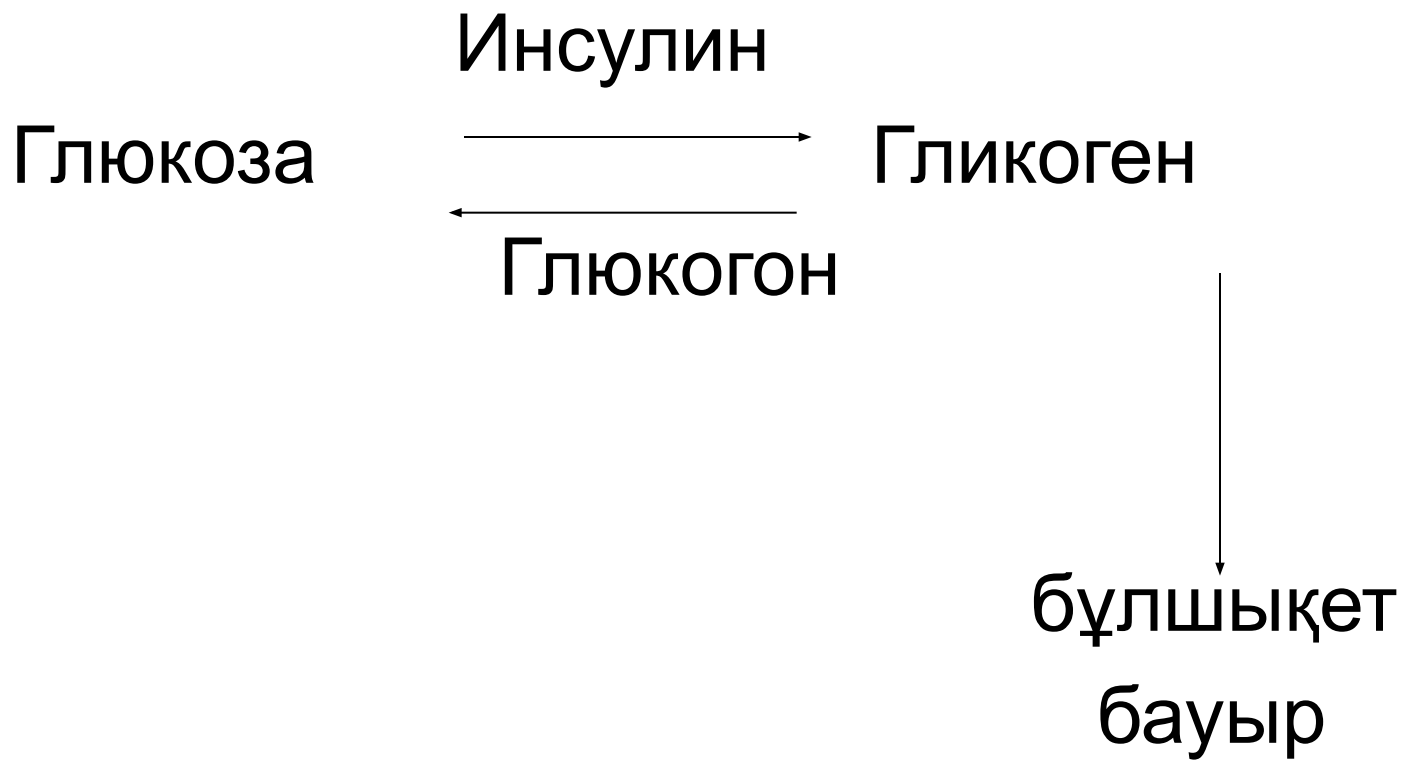 Инсулин
Глюкоза
Гликоген
Глюкогон
бұлшықет
бауыр